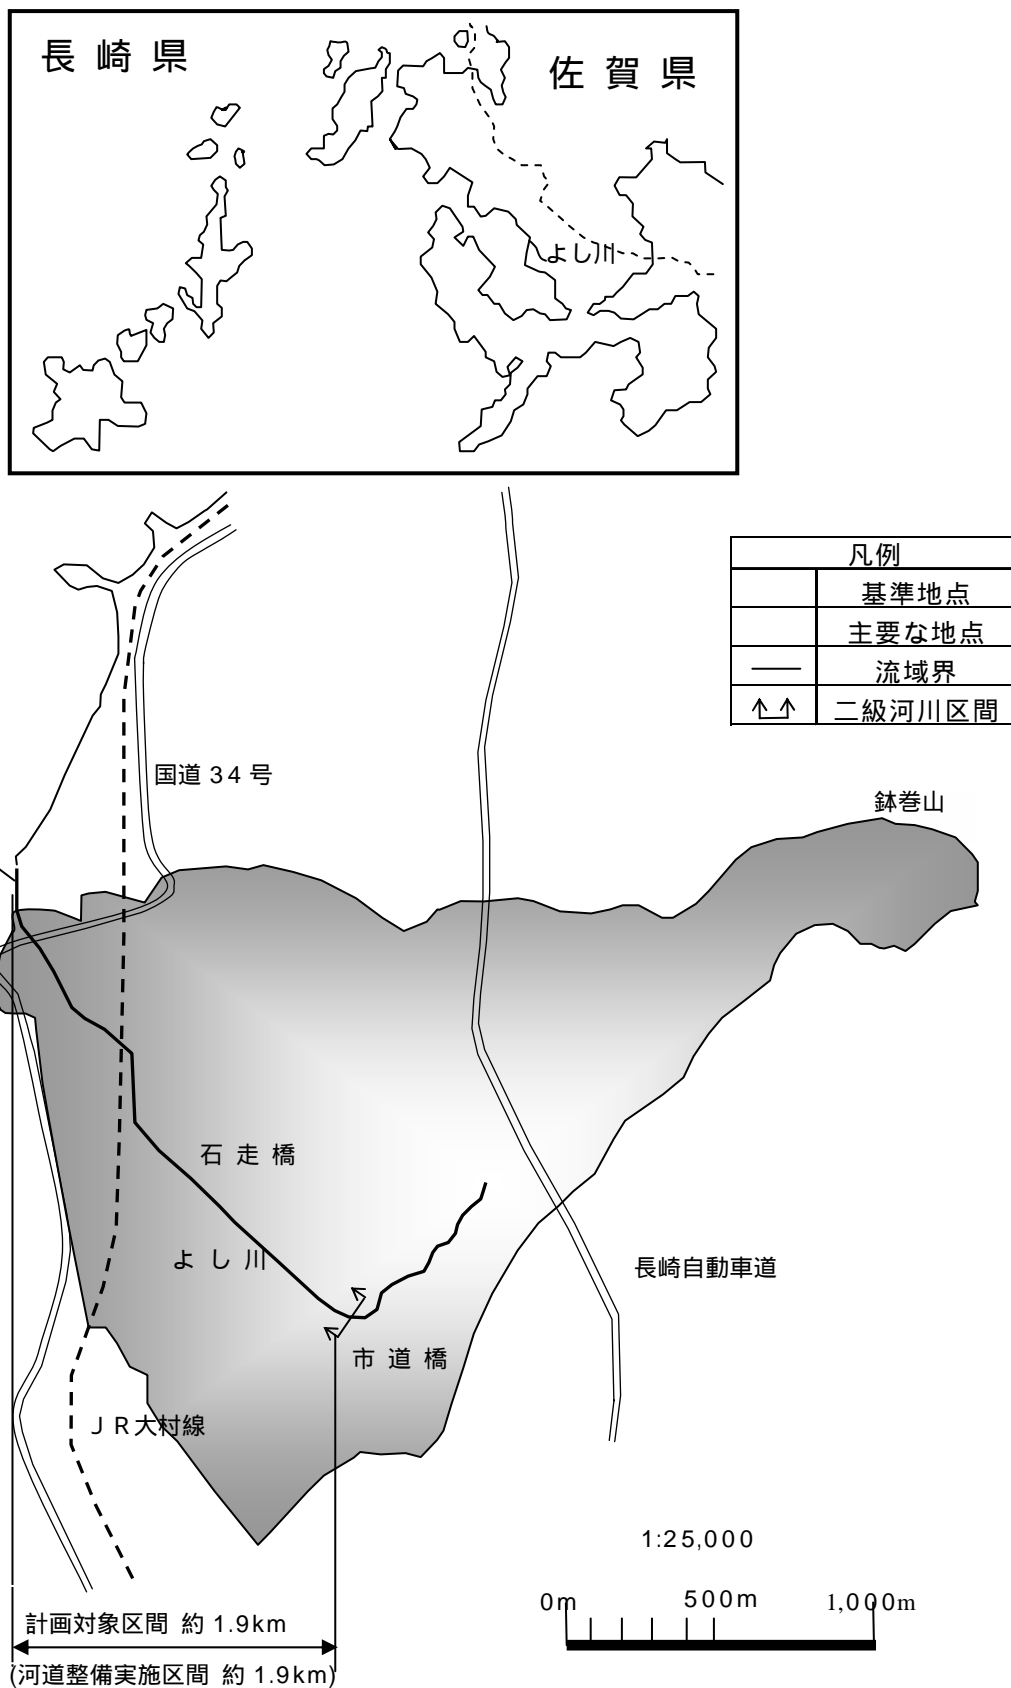 長崎県
佐賀県
よし川
凡例
基準地点
主要な地点
流域界
二級河川区間
国道34号
鉢巻山
石走橋
よし川
長崎自動車道
市道橋
ＪＲ大村線
1:25,000
0m 500m 1,000m
計画対象区間 約1.9km
(河道整備実施区間 約1.9km)